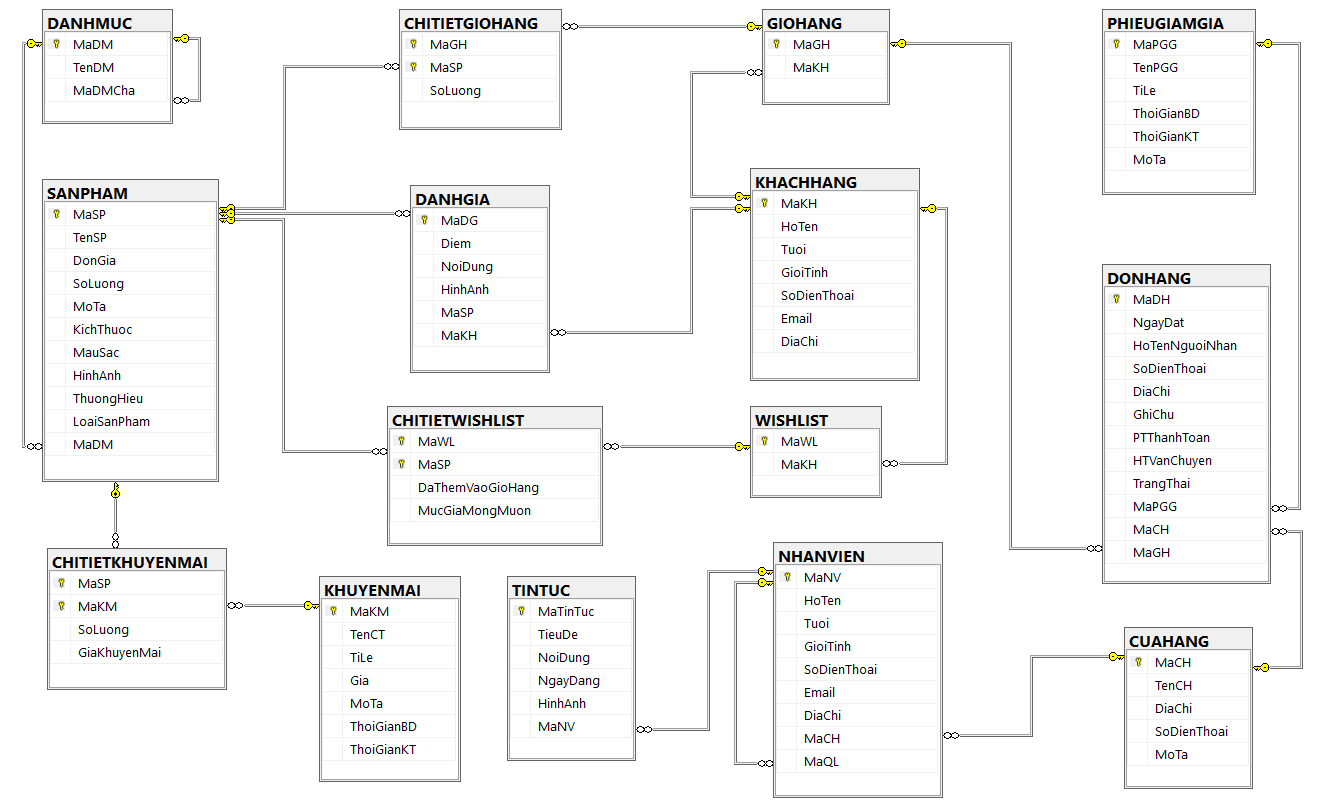 DANHMUC
MaDM
TenDM
MaDMCha
CHITIETGIOHANG
MaGH
MaSP
SoLuong
GIOHANG
MaGH
MaKH
PHIEUGIAMGIA
MaPGG
TenPGG
TiLe
ThoiGianBD
ThoiGianKT
MoTa
SANPHAM
MaSP
TenSP
DonGia
SoLuong
MoTa
KichThuoc
MauSac
HinhAnh
ThuongHieu
LoaiSanPham
MaDM
DANHGIA
MaDG
Diem
NoiDung
HinhAnh
MaSP
MaKH
KHACHHANG
MaKH
HoTen
Tuoi
GioiTinh
SoDienThoai
Email
DiaChi
DONHANG
MaDH
NgayDat
HoTenNguoiNhan
SoDienThoai
DiaChi
GhiChu
PTThanhToan
HTVanChuyen
TrangThai
MaPGG
MaCH
MaGH
CHITIETWISHLIST
MaWL
MaSP
DaThemVaoGioHang
MucGiaMongMuon
WISHLIST
MaWL
MaKH
CHITIETKHUYENMAI
MaSP
MaKM
SoLuong
GiaKhuyenMai
KHUYENMAI
MaKM
TenCT
TiLe
Gia
MoTa
ThoiGianBD
ThoiGianKT
TINTUC
MaTinTuc
TieuDe
NoiDung
NgayDang
HinhAnh
MaNV
NHANVIEN
MaNV
HoTen
Tuoi
GioiTinh
SoDienThoai
Email
DiaChi
MaCH
MaQL
CUAHANG
MaCH
TenCH
DiaChi
SoDienThoai
MoTa